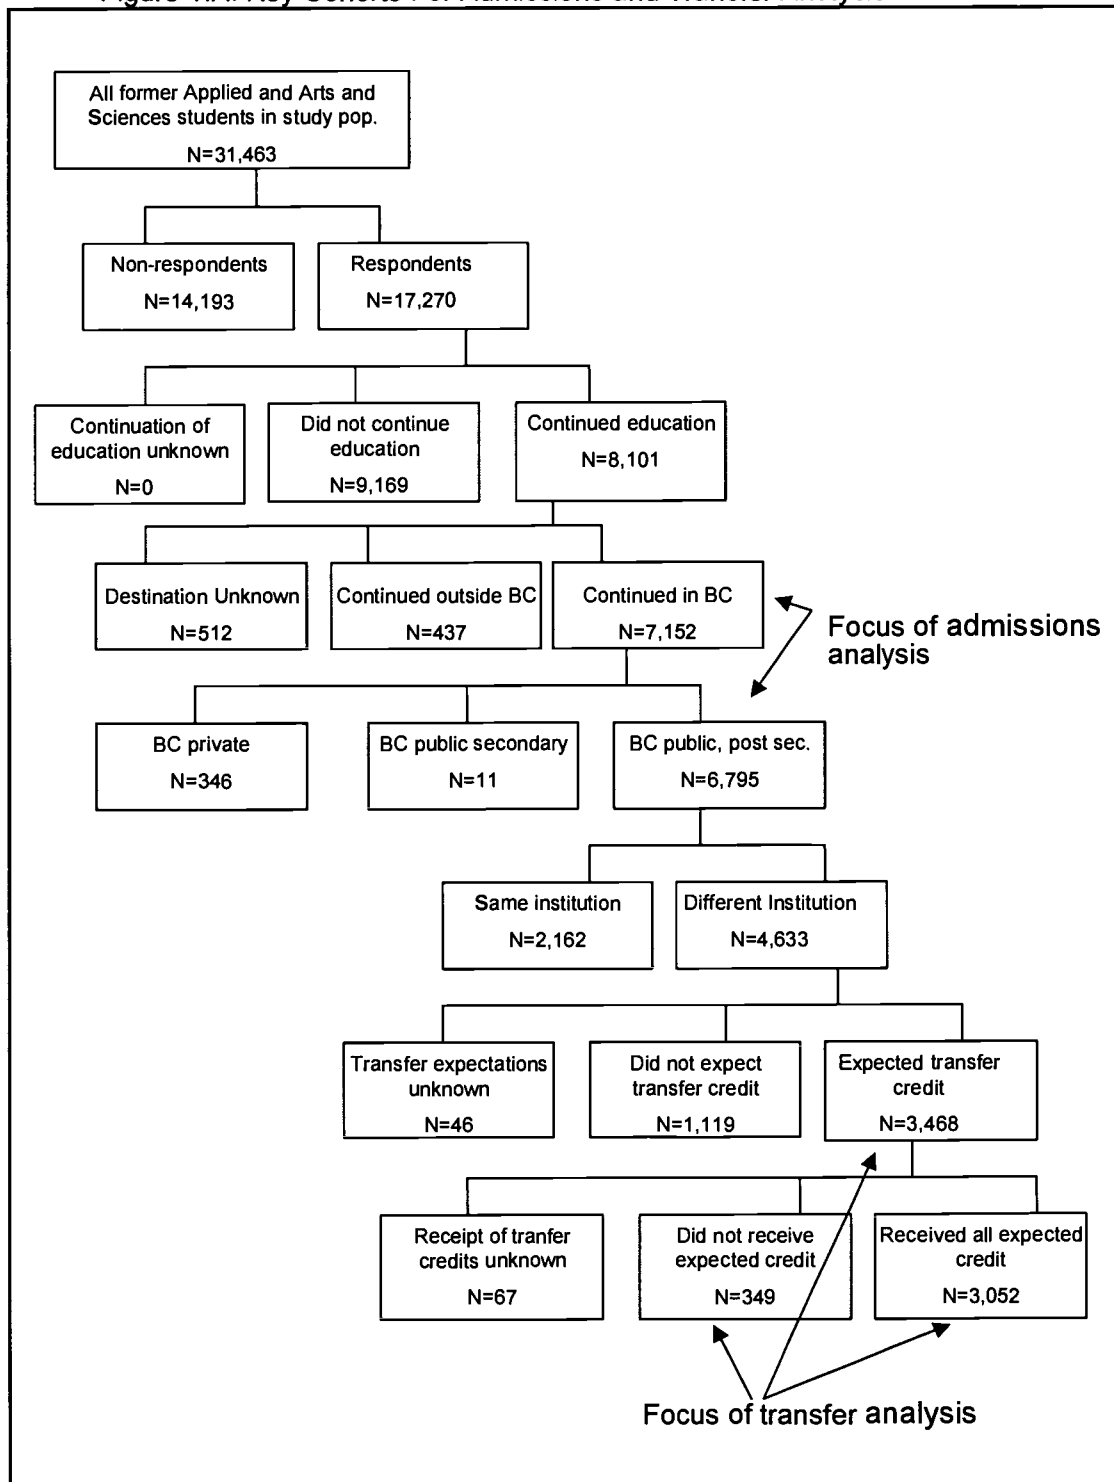 All former Applied and Arts and
Sciences students in study pop.
N=31,463
Non-respondents
N=14,193
Respondents
N=17,270
Continuation of
education unknown
N=0
Did not continue
education
N=9,169
Continued education
N=8,101
Destination Unknown
N=512
Continued outside BC
N=437
Continued in BC
N=7,152
Focus of admissions
analysis
BC private
N=346
BC public secondary
N=11
BC public, post sec.
N=6,795
Same institution
N=2,162
Different Institution
N=4,633
Transfer expectations
unknown
N=46
Did not expect
transfer credit
N=1,119
Expected transfer
credit
N=3,468
Receipt of tranfer
credits unknown
N=67
Did not receive
expected credit
N=349
Received all expected
credit
N=3,052
Focus of transfer analysis